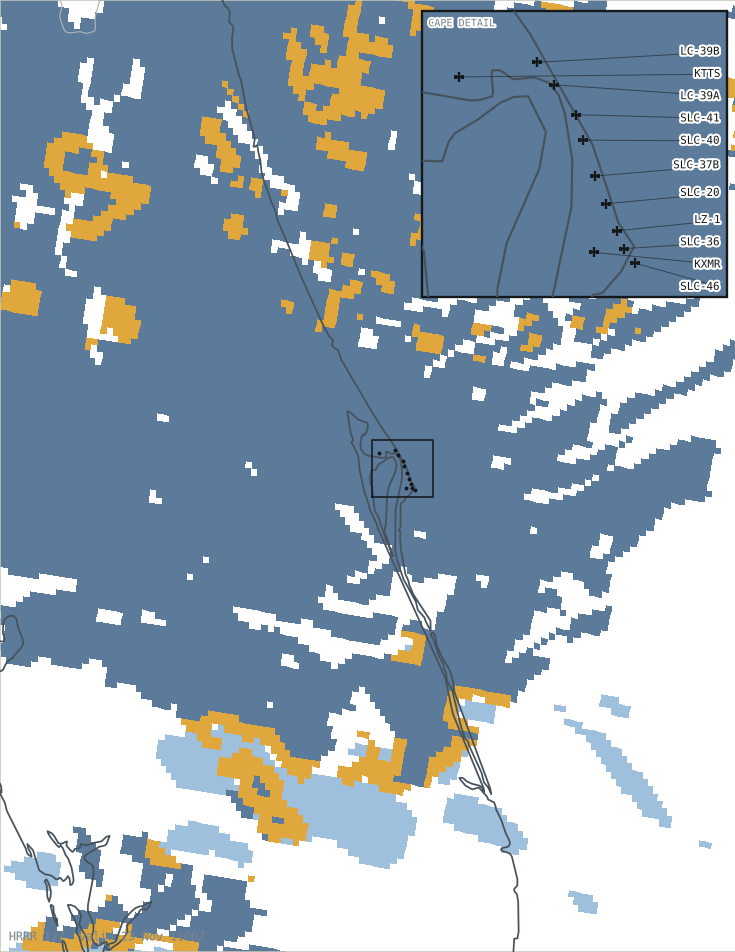 CAPE DETAIL
LC-39B
KTTS
LC-39A
SLC-41
SLC-40
SLC-37B
SLC-20
LZ-1
SLC-36
KXMR
SLC-46
HRRR
Nov